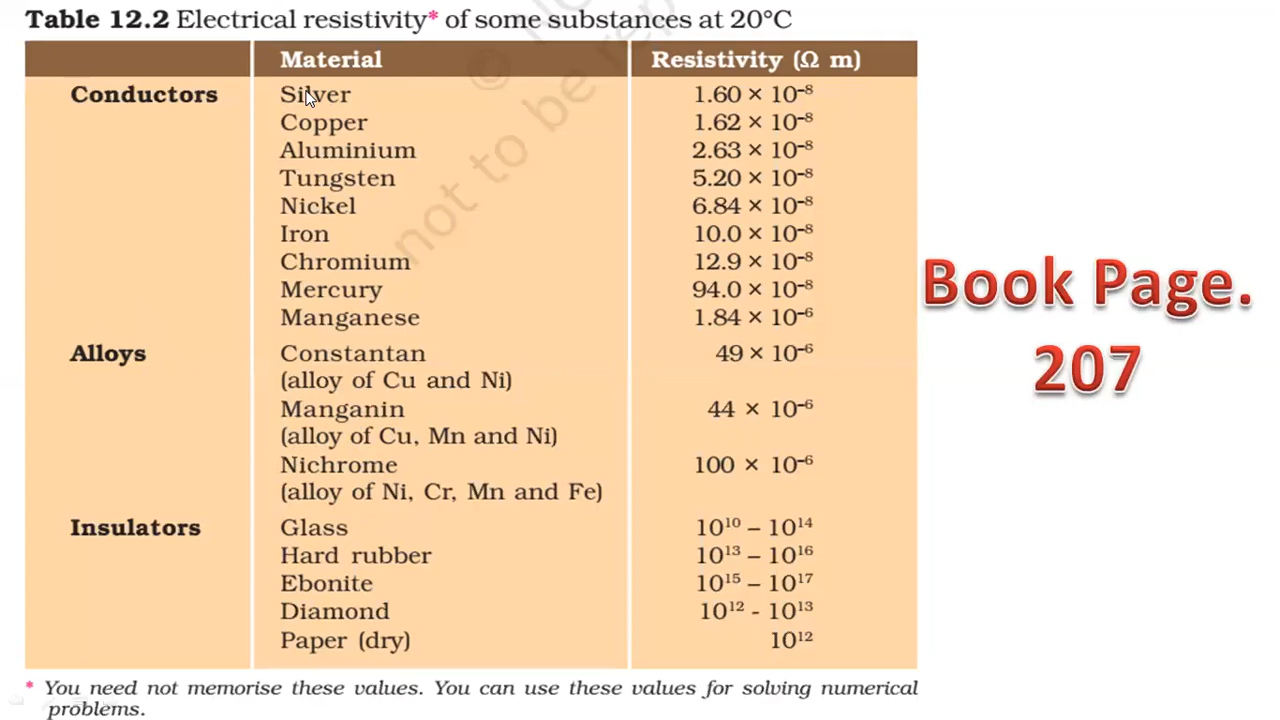 Table 12.2 Electrical resistivity* of some substances at 20°C
Material Resistivity (Ω m)
Conductors Silver 1.60 × 10⁻⁸
Copper 1.62 × 10⁻⁸
Aluminium 2.63 × 10⁻⁸
Tungsten 5.20 × 10⁻⁸
Nickel 6.84 × 10⁻⁸
Iron 10.0 × 10⁻⁸
Chromium 12.9 × 10⁻⁸
Mercury 94.0 × 10⁻⁸
Manganese 1.84 × 10⁻⁶
Alloys Constantan 49 × 10⁻⁶
(alloy of Cu and Ni)
Manganin 44 × 10⁻⁶
(alloy of Cu, Mn and Ni)
Nichrome 100 × 10⁻⁶
(alloy of Ni, Cr, Mn and Fe)
Insulators Glass 10¹⁰ – 10¹⁴
Hard rubber 10¹³ – 10¹⁶
Ebonite 10¹⁵ – 10¹⁷
Diamond 10¹² - 10¹³
Paper (dry) 10¹²
* You need not memorise these values. You can use these values for solving numerical
problems.
Book Page.
207
©
not to be rep